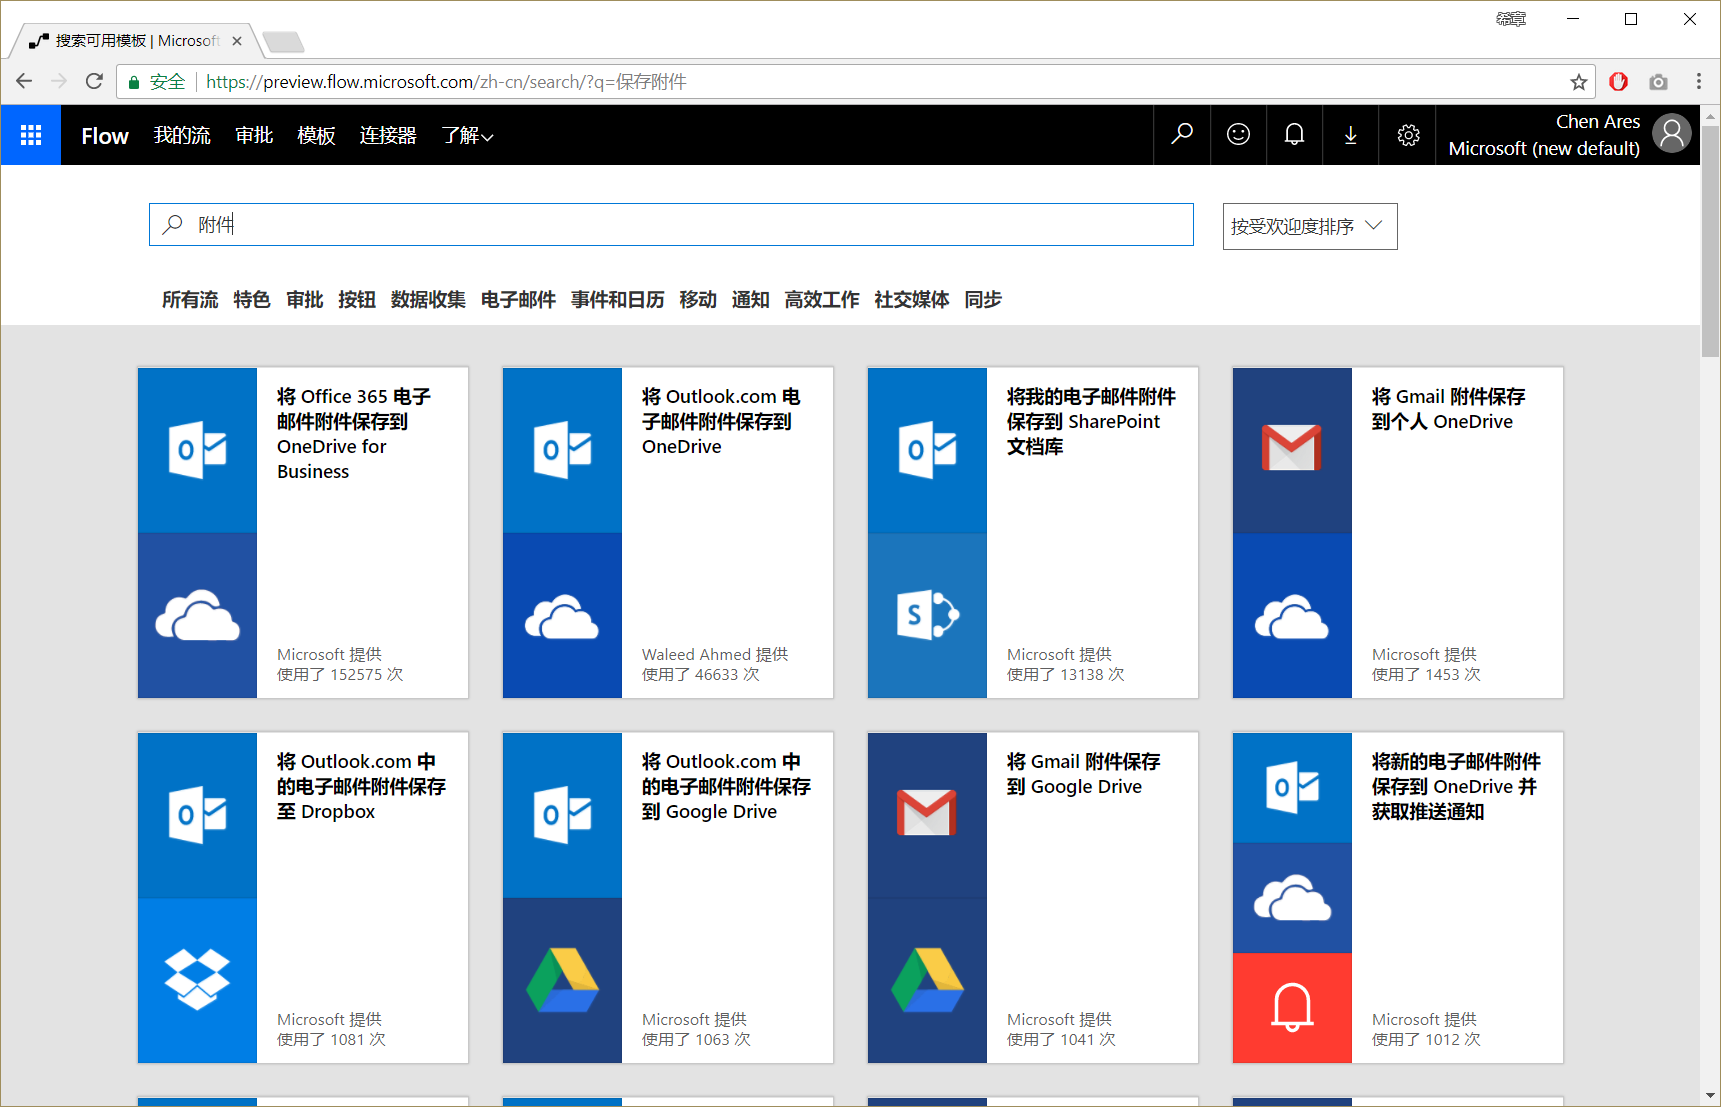 希章
搜索可用模板 | Microsoft
安全
https://preview.flow.microsoft.com/zh-cn/search/?q=保存附件
Flow 我的流 审批 模板 连接器 了解
Chen Ares
Microsoft (new default)
附件
按受欢迎度排序
所有流 特色 审批 按钮 数据收集 电子邮件 事件和日历 移动 通知 高效工作 社交媒体 同步
将 Office 365 电子
邮件附件保存到
OneDrive for
Business
Microsoft 提供
使用了 152575 次
将 Outlook.com 电
子邮件附件保存到
OneDrive
Waleed Ahmed 提供
使用了 46633 次
将我的电子邮件附件
保存到 SharePoint
文档库
Microsoft 提供
使用了 13138 次
将 Gmail 附件保存
到个人 OneDrive
Microsoft 提供
使用了 1453 次
将 Outlook.com 中
的电子邮件附件保存
至 Dropbox
Microsoft 提供
使用了 1081 次
将 Outlook.com 中
的电子邮件附件保存
到 Google Drive
Microsoft 提供
使用了 1063 次
将 Gmail 附件保存
到 Google Drive
Microsoft 提供
使用了 1041 次
将新的电子邮件附件
保存到 OneDrive 并
获取推送通知
Microsoft 提供
使用了 1012 次